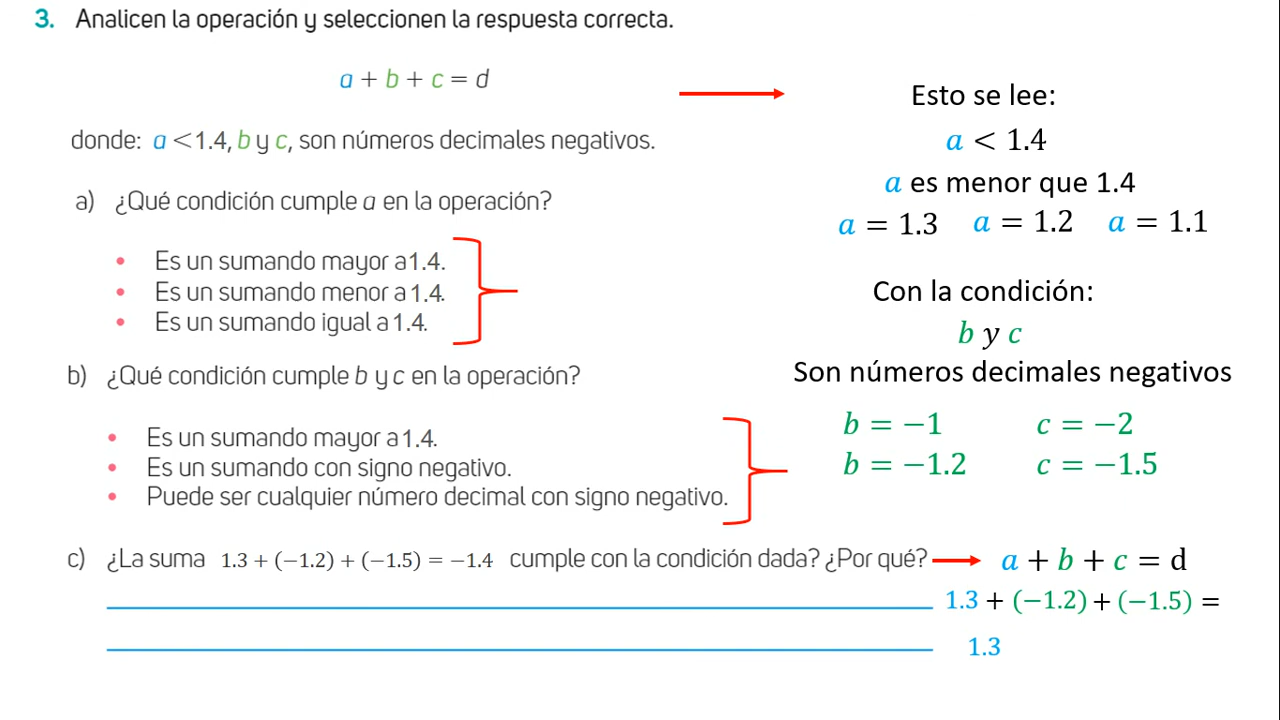 3. Analicen la operación y seleccionen la respuesta correcta.
a + b + c = d
donde: a < 1.4, b y c, son números decimales negativos.
a) ¿Qué condición cumple a en la operación?
• Es un sumando mayor a 1.4.
• Es un sumando menor a 1.4.
• Es un sumando igual a 1.4.
b) ¿Qué condición cumple b y c en la operación?
• Es un sumando mayor a 1.4.
• Es un sumando con signo negativo.
• Puede ser cualquier número decimal con signo negativo.
c) ¿La suma 1.3 + (−1.2) + (−1.5) = −1.4 cumple con la condición dada? ¿Por qué?
Esto se lee:
a < 1.4
a es menor que 1.4
a = 1.3 a = 1.2 a = 1.1
Con la condición:
b y c
Son números decimales negativos
b = −1 c = −2
b = −1.2 c = −1.5
a + b + c = d
1.3 + (−1.2) + (−1.5) =
1.3